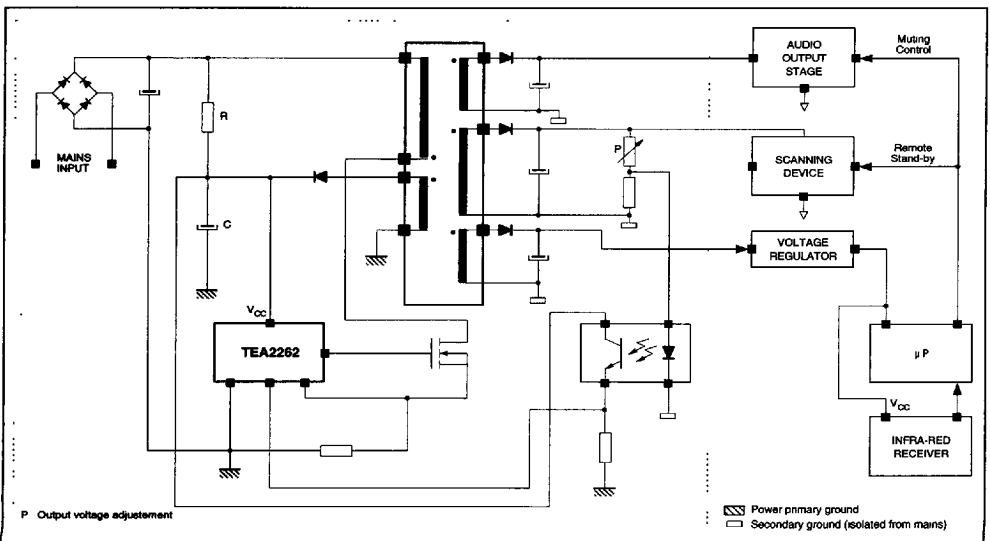 AUDIO
OUTPUT
STAGE
Muting
Control
R
MAINS
INPUT
P
SCANNING
DEVICE
Remote
Stand-by
C
VOLTAGE
REGULATOR
VCC
TEA2262
μP
VCC
INFRA-RED
RECEIVER
P Output voltage adjustement
Power primary ground
Secondary ground (isolated from mains)